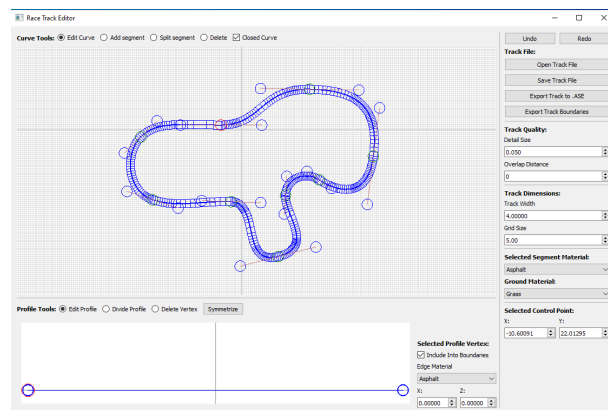 Race Track Editor
Curve Tools: Edit Curve Add segment Split segment Delete Closed Curve
Undo Redo
Track File:
Open Track File
Save Track File
Export Track to .ASE
Export Track Boundaries
Track Quality:
Detail Size
0.050
Overlap Distance
0
Track Dimensions:
Track Width
4.00000
Grid Size
5.00
Selected Segment Material:
Asphalt
Ground Material:
Grass
Selected Control Point:
X: Y:
-10.60091 22.01295
Profile Tools: Edit Profile Divide Profile Delete Vertex Symmetrize
Selected Profile Vertex:
Include Into Boundaries
Edge Material
Asphalt
X: Z:
0.00000 0.00000